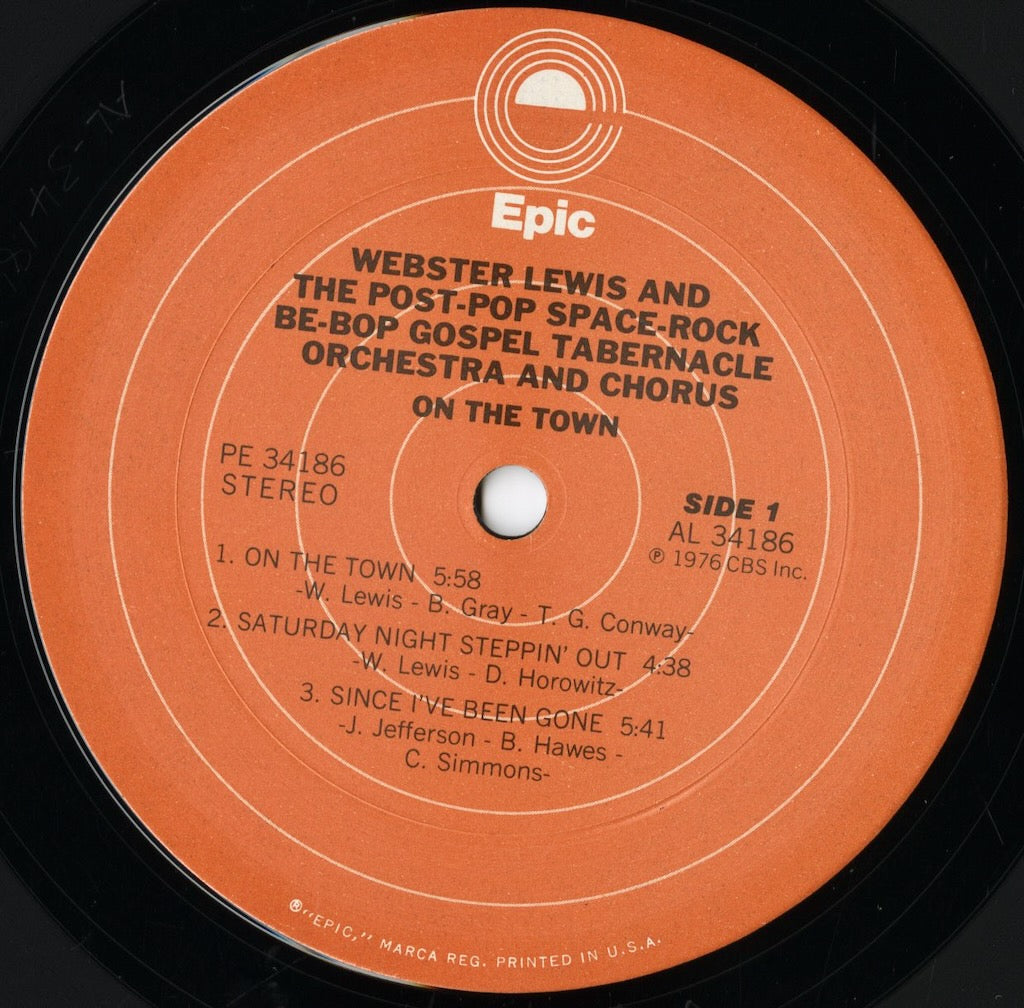 Epic
WEBSTER LEWIS AND
THE POST-POP SPACE-ROCK
BE-BOP GOSPEL TABERNACLE
ORCHESTRA AND CHORUS
ON THE TOWN
PE 34186
STEREO
SIDE 1
AL 34186
℗ 1976 CBS Inc.
1. ON THE TOWN 5:58
-W. Lewis - B. Gray - T. G. Conway-
2. SATURDAY NIGHT STEPPIN' OUT 4:38
-W. Lewis - D. Horowitz-
3. SINCE I'VE BEEN GONE 5:41
-J. Jefferson - B. Hawes -
C. Simmons-
®"EPIC," MARCA REG. PRINTED IN U.S.A.